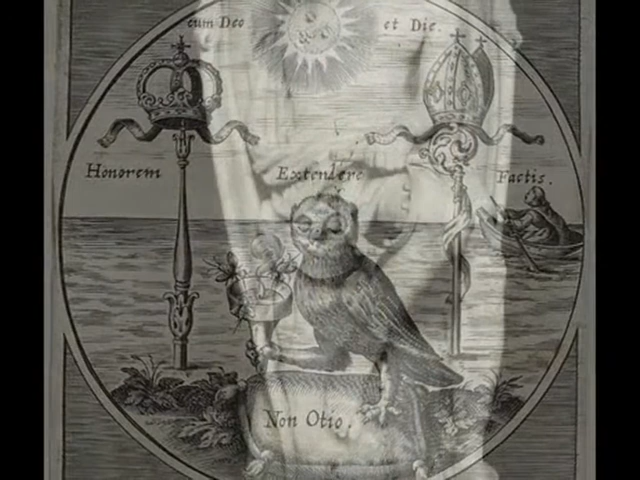 cum Deo et Die.
Honorem Extendere Factis.
Non Otio.